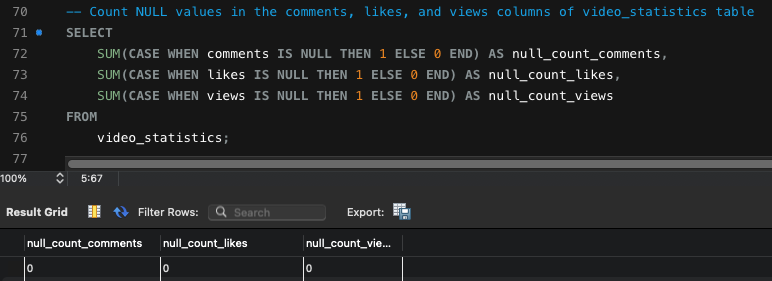 70 -- Count NULL values in the comments, likes, and views columns of video_statistics table
71 SELECT
72 SUM(CASE WHEN comments IS NULL THEN 1 ELSE 0 END) AS null_count_comments,
73 SUM(CASE WHEN likes IS NULL THEN 1 ELSE 0 END) AS null_count_likes,
74 SUM(CASE WHEN views IS NULL THEN 1 ELSE 0 END) AS null_count_views
75 FROM
76 video_statistics;
77
100% 5:67
Result Grid Filter Rows: Search Export:
null_count_comments null_count_likes null_count_vie...
0 0 0